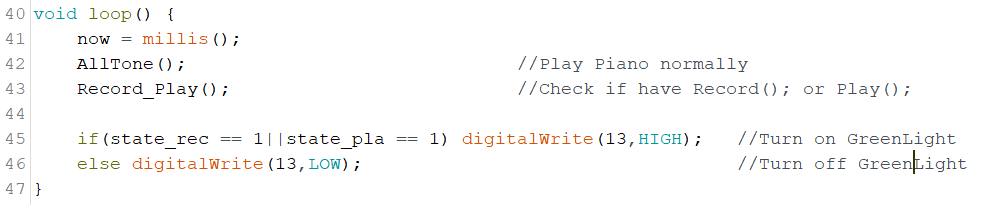 40 void loop() {
41 now = millis();
42 AllTone(); //Play Piano normally
43 Record_Play(); //Check if have Record(); or Play();
44
45 if(state_rec == 1||state_pla == 1) digitalWrite(13,HIGH); //Turn on GreenLight
46 else digitalWrite(13,LOW); //Turn off GreenLight
47 }